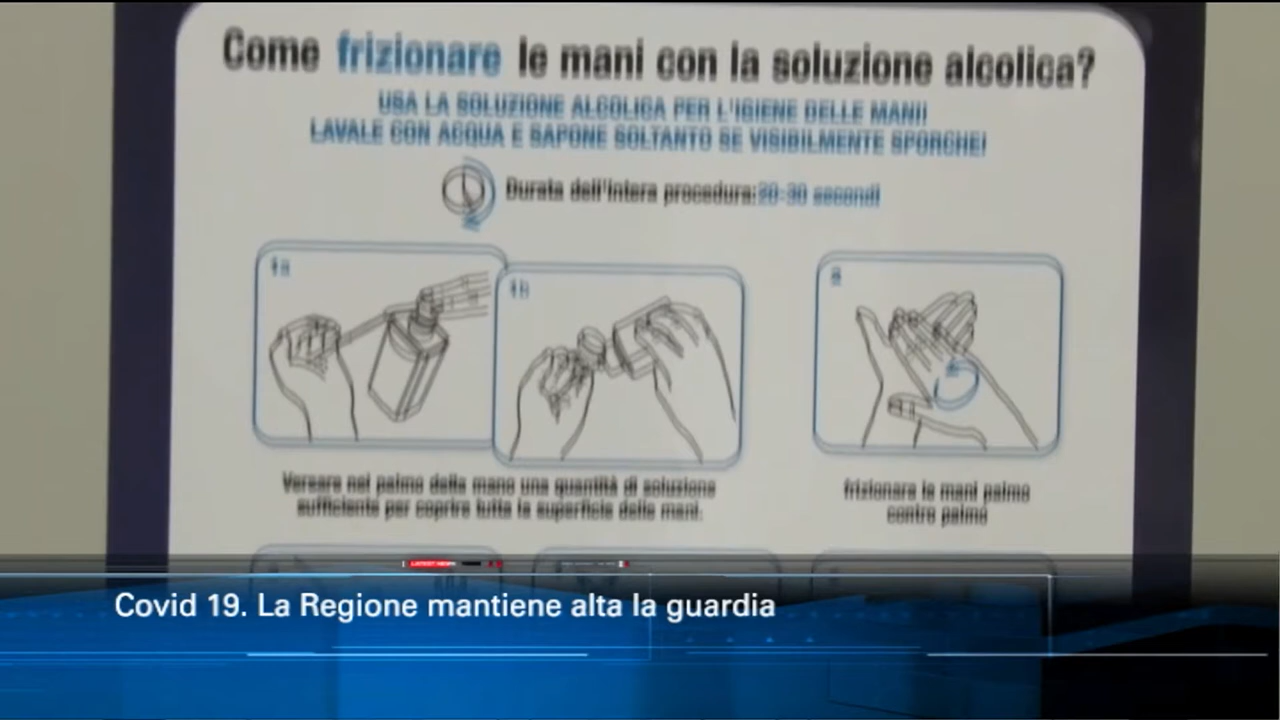 Come frizionare le mani con la soluzione alcolica?
USA LA SOLUZIONE ALCOLICA PER L'IGIENE DELLE MANI!
LAVALE CON ACQUA E SAPONE SOLTANTO SE VISIBILMENTE SPORCHE!
Durata dell'intera procedura:20-30 secondi
1a
1b
2
Versare nel palmo della mano una quantità di soluzione
sufficiente per coprire tutta la superficie delle mani.
frizionare le mani palmo
contro palmo
LATEST NEWS
Covid 19. La Regione mantiene alta la guardia